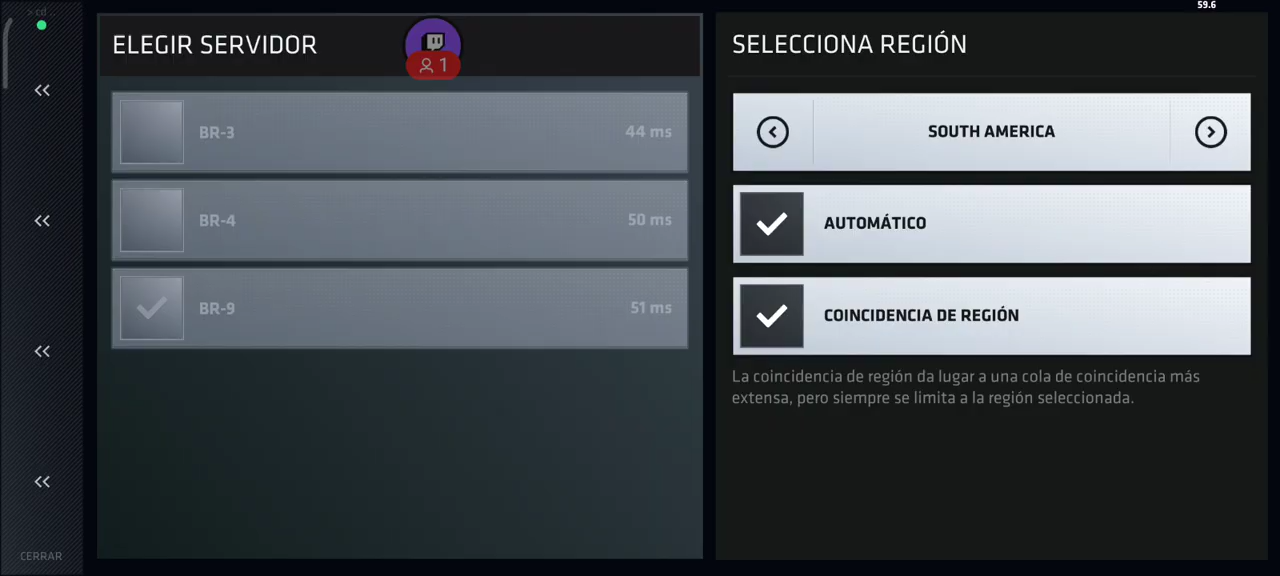 59.6
ELEGIR SERVIDOR
1
BR-3
44 ms
BR-4
50 ms
BR-9
51 ms
SELECCIONA REGIÓN
SOUTH AMERICA
AUTOMÁTICO
COINCIDENCIA DE REGIÓN
La coincidencia de región da lugar a una cola de coincidencia más
extensa, pero siempre se limita a la región seleccionada.
CERRAR